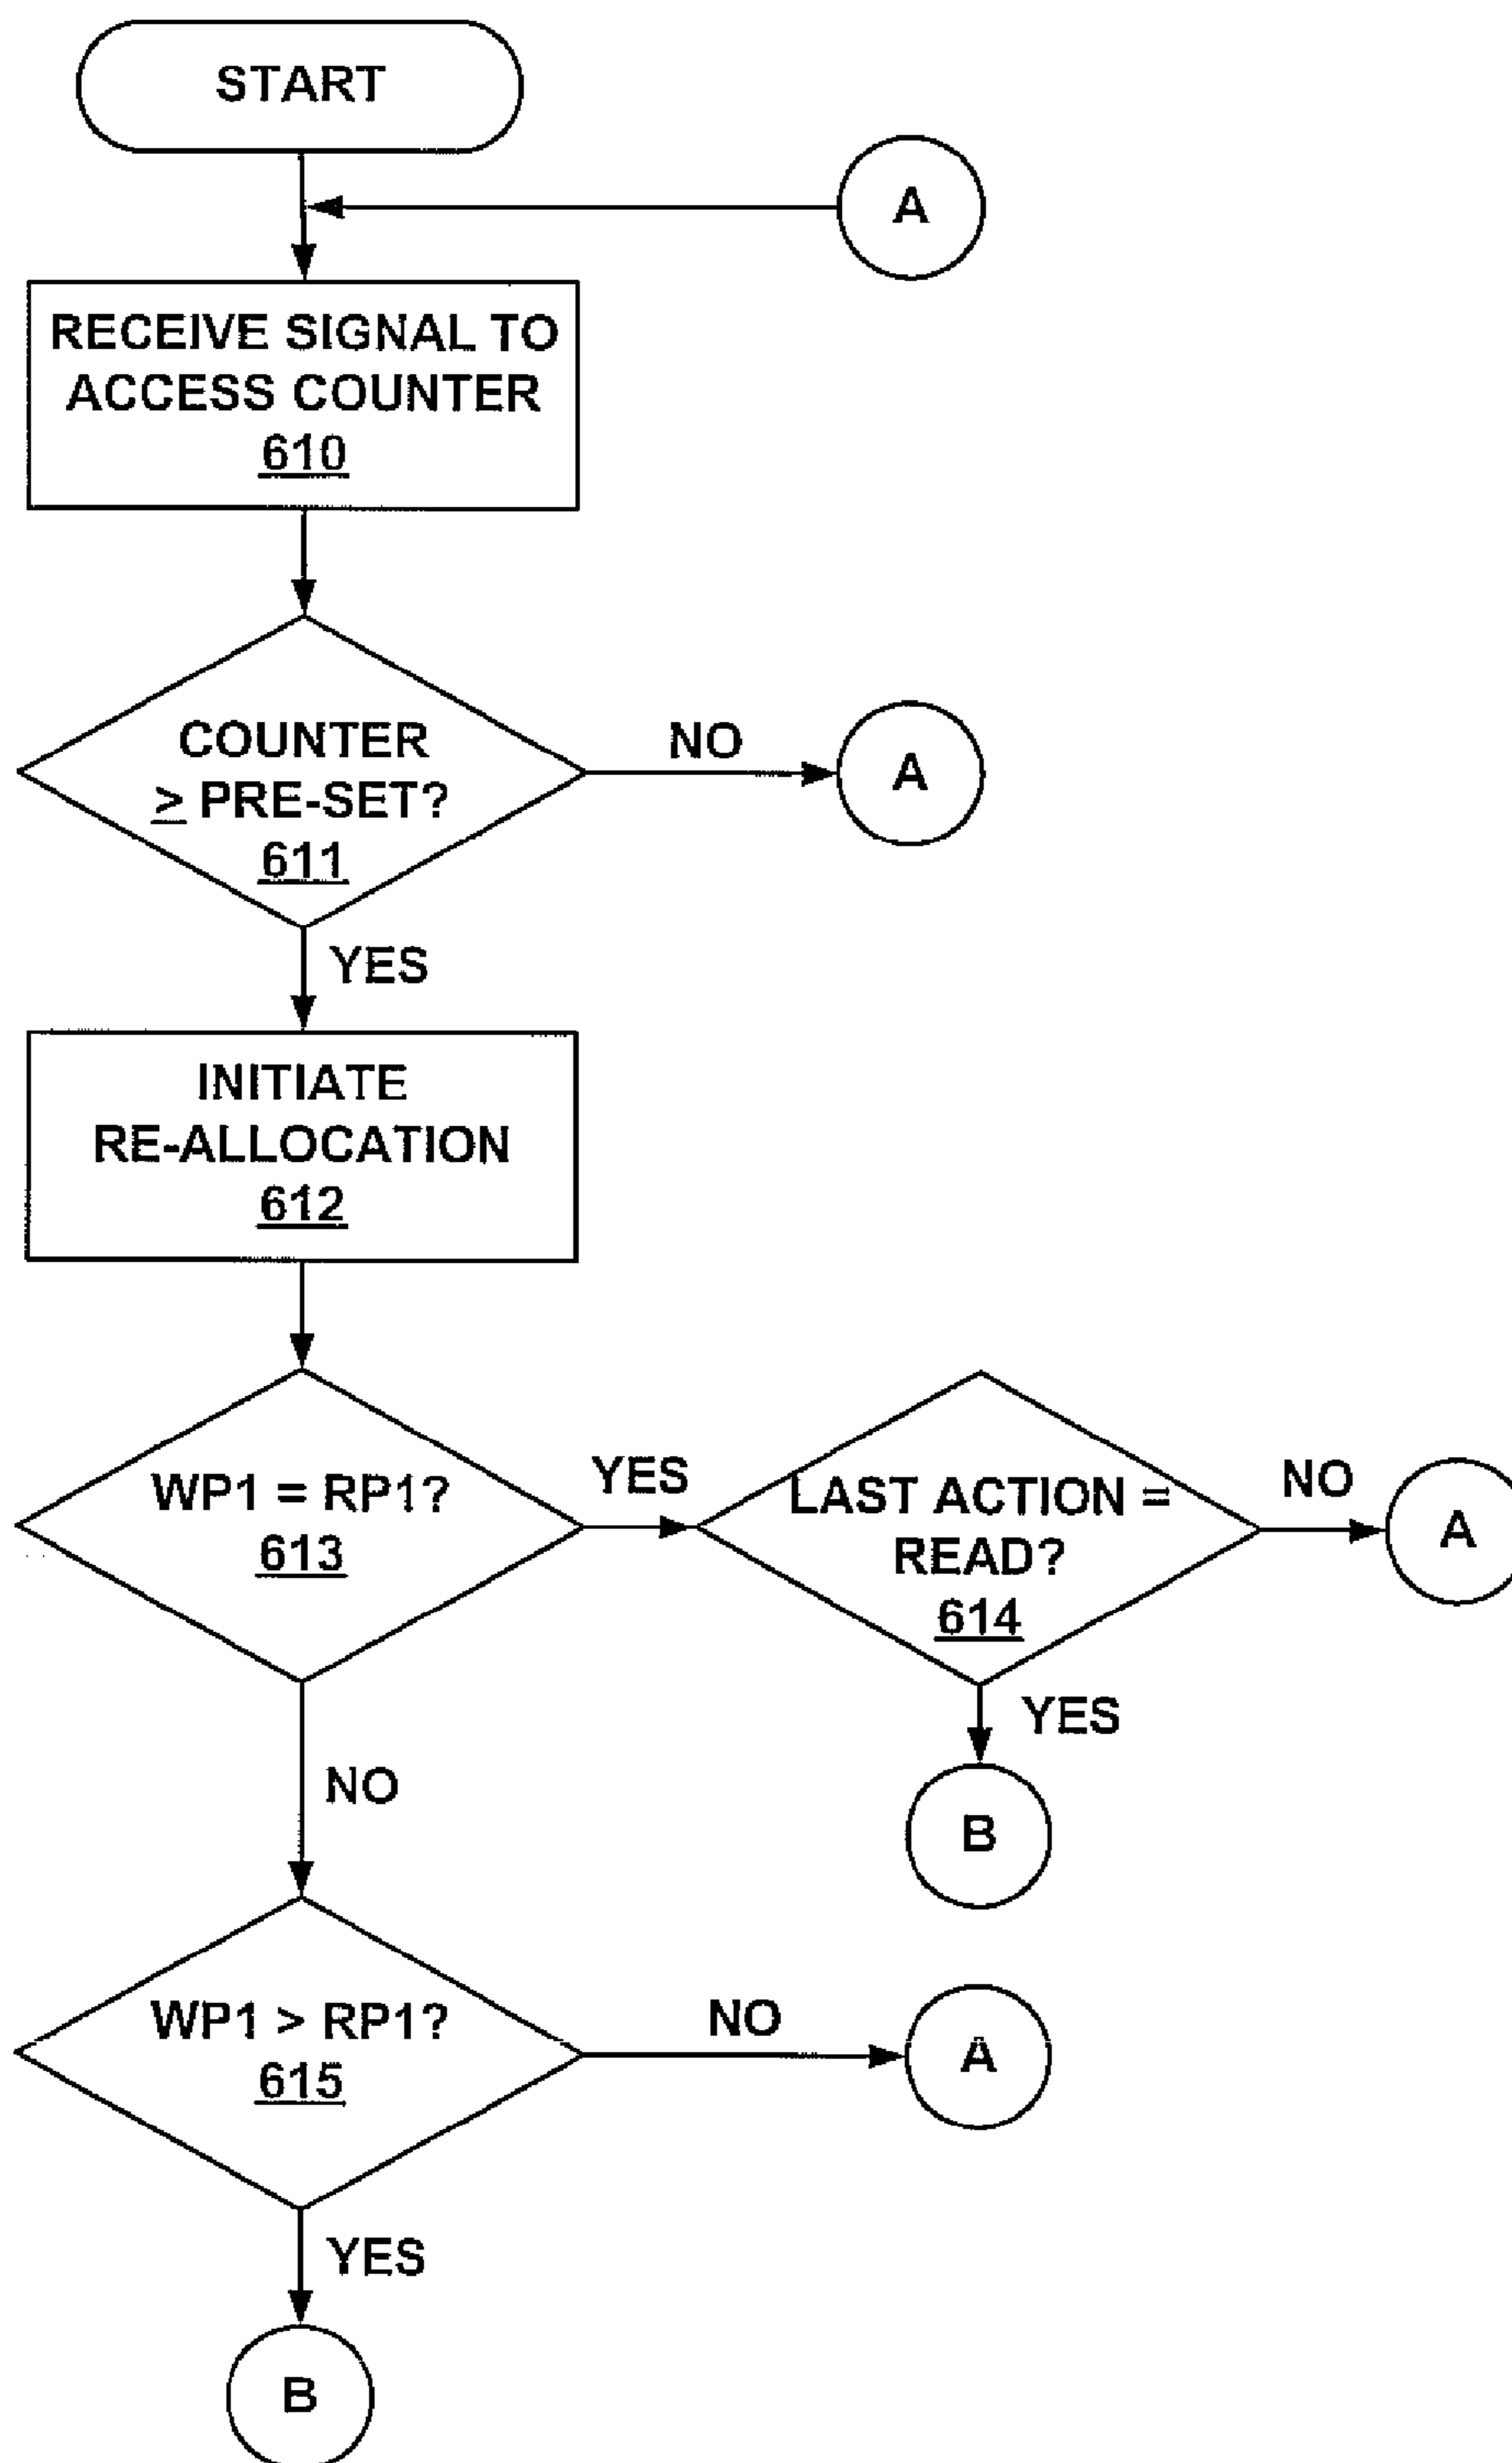 START
A
RECEIVE SIGNAL TO
ACCESS COUNTER
610
COUNTER
≥ PRE-SET?
611
NO
A
YES
INITIATE
RE-ALLOCATION
612
WP1 = RP1?
613
YES
LAST ACTION =
READ?
614
NO
A
YES
B
NO
WP1 > RP1?
615
NO
A
YES
B